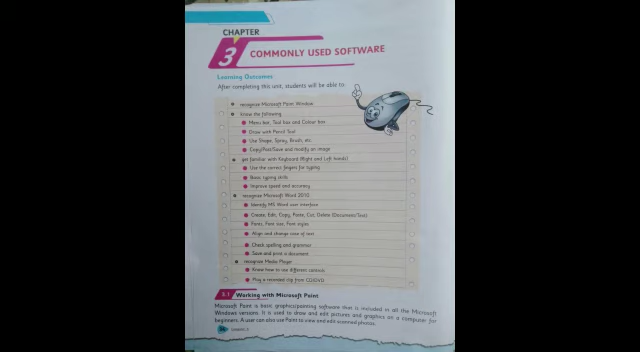 CHAPTER
3 COMMONLY USED SOFTWARE
Learning Outcomes
After completing this unit, students will be able to:
recognize Microsoft Paint Window
Know the following
Menu bar, Tool box and Colour box
Draw with Pencil Tool
Use Shape, Spray, Brush, etc.
Copy/Past/Save and modify an image
get familiar with Keyboard (Right and Left hands)
Use the correct fingers for typing
Basic typing skills
Improve speed and accuracy
recognize Microsoft Word 2010
Identify MS Word user interface
Create, Edit, Copy, Paste, Cut, Delete (Document/Text)
Fonts, Font size, Font styles
Align and change case of text
Check spelling and grammar
Save and print a document
recognize Media Player
Know how to use different controls
Play a recorded clip from CD/DVD
3.1 Working with Microsoft Paint
Microsoft Paint is basic graphics/painting software that is included in all the Microsoft
Windows versions. It is used to draw and edit pictures and graphics on a computer for
beginners. A user can also use Paint to view and edit scanned photos.